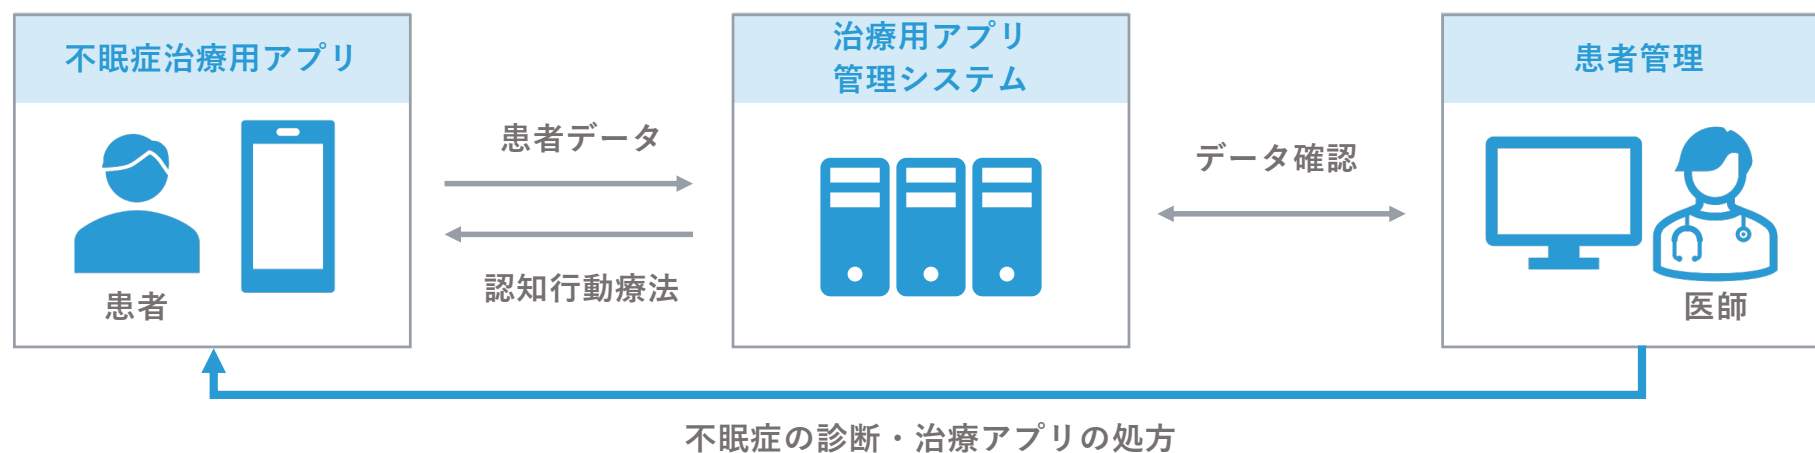 不眠症治療用アプリ
患者
患者データ
認知行動療法
治療用アプリ
管理システム
データ確認
患者管理
医師
不眠症の診断・治療アプリの処方